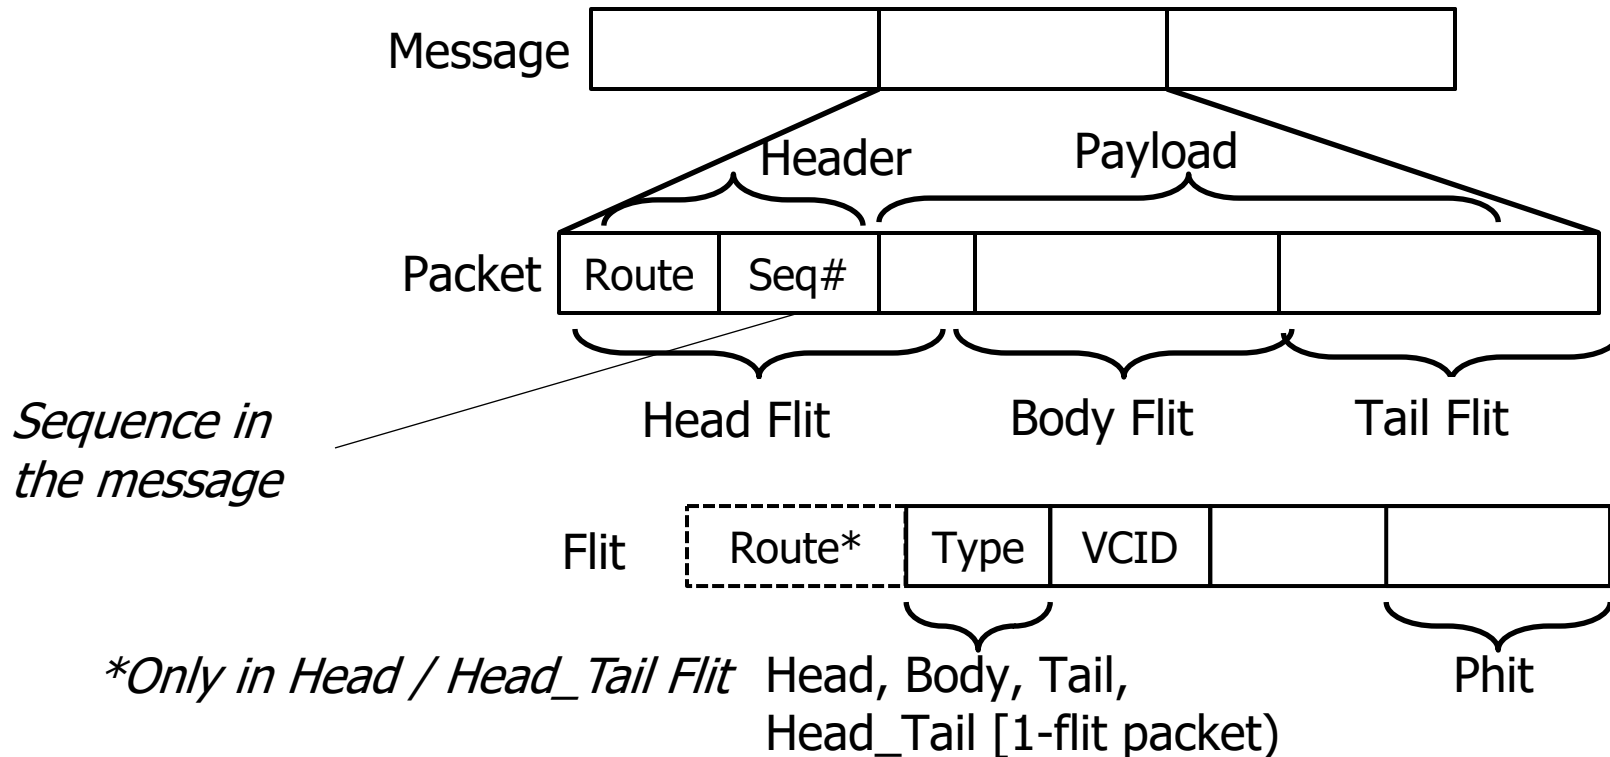 Message
Header
Payload
Packet
Route
Seq#
Head Flit
Body Flit
Tail Flit
Sequence in
the message
Flit
Route*
Type
VCID
*Only in Head / Head_Tail Flit
Head, Body, Tail,
Head_Tail [1-flit packet)
Phit